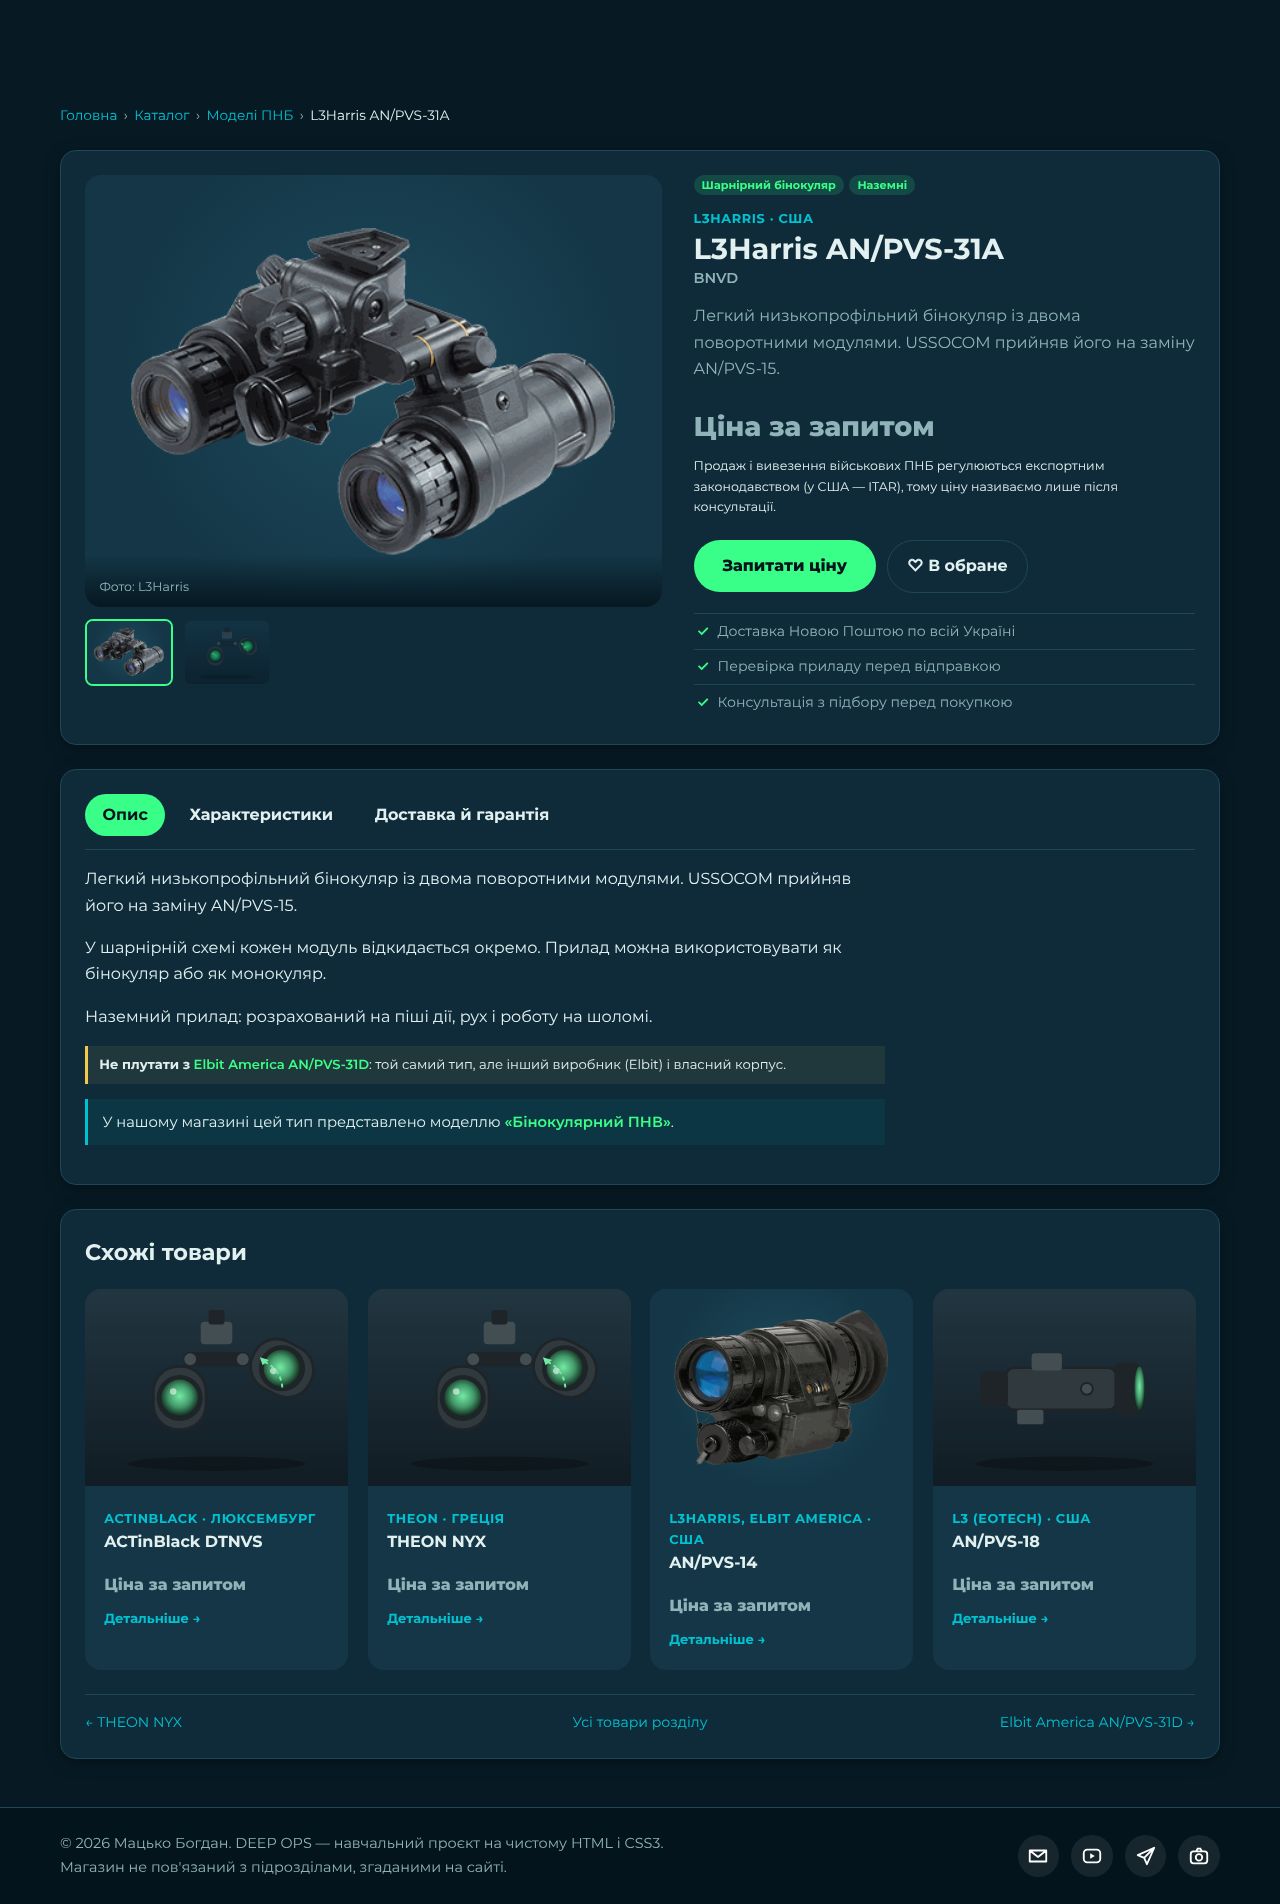 Головна › Каталог › Моделі ПНБ › L3Harris AN/PVS-31A
Шарнірний бінокуляр Наземні
L3HARRIS · США
L3Harris AN/PVS-31A
BNVD
Легкий низькопрофільний бінокуляр із двома
поворотними модулями. USSOCOM прийняв його на заміну
AN/PVS-15.
Ціна за запитом
Продаж і вивезення військових ПНБ регулюються експортним
законодавством (у США — ITAR), тому ціну називаємо лише після
консультації.
Запитати ціну
♡ В обране
Фото: L3Harris
✓ Доставка Новою Поштою по всій Україні
✓ Перевірка приладу перед відправкою
✓ Консультація з підбору перед покупкою
Опис Характеристики Доставка й гарантія
Легкий низькопрофільний бінокуляр із двома поворотними модулями. USSOCOM прийняв
його на заміну AN/PVS-15.
У шарнірній схемі кожен модуль відкидається окремо. Прилад можна використовувати як
бінокуляр або як монокуляр.
Наземний прилад: розрахований на піші дії, рух і роботу на шоломі.
Не плутати з Elbit America AN/PVS-31D: той самий тип, але інший виробник (Elbit) і власний корпус.
У нашому магазині цей тип представлено моделлю «Бінокулярний ПНВ».
Схожі товари
ACTINBLACK · ЛЮКСЕМБУРГ
ACTinBlack DTNVS
Ціна за запитом
Детальніше →
THEON · ГРЕЦІЯ
THEON NYX
Ціна за запитом
Детальніше →
L3HARRIS, ELBIT AMERICA ·
США
AN/PVS-14
Ціна за запитом
Детальніше →
L3 (EOTECH) · США
AN/PVS-18
Ціна за запитом
Детальніше →
← THEON NYX
Усі товари розділу
Elbit America AN/PVS-31D →
© 2026 Мацько Богдан. DEEP OPS — навчальний проєкт на чистому HTML і CSS3.
Магазин не пов'язаний з підрозділами, згаданими на сайті.